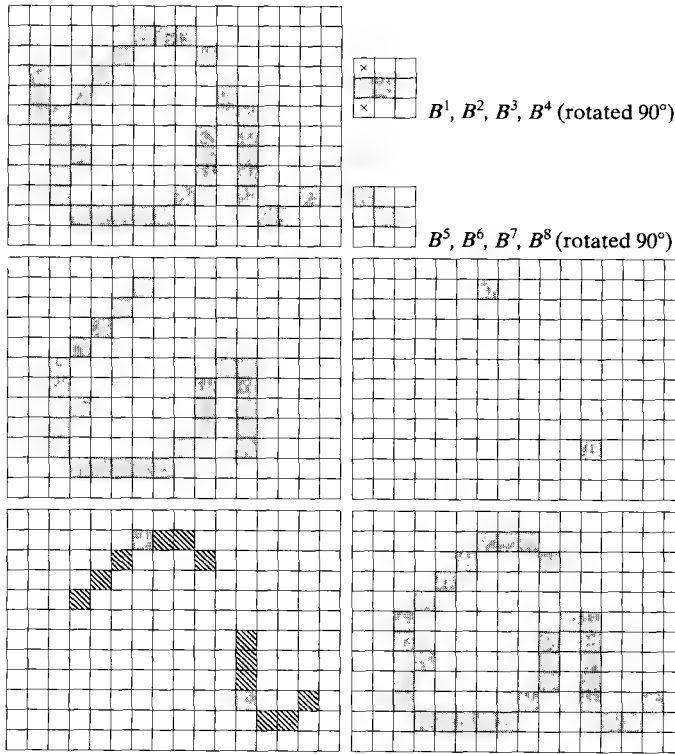 ×
B¹, B², B³, B⁴ (rotated 90°)
×
B⁵, B⁶, B⁷, B⁸ (rotated 90°)